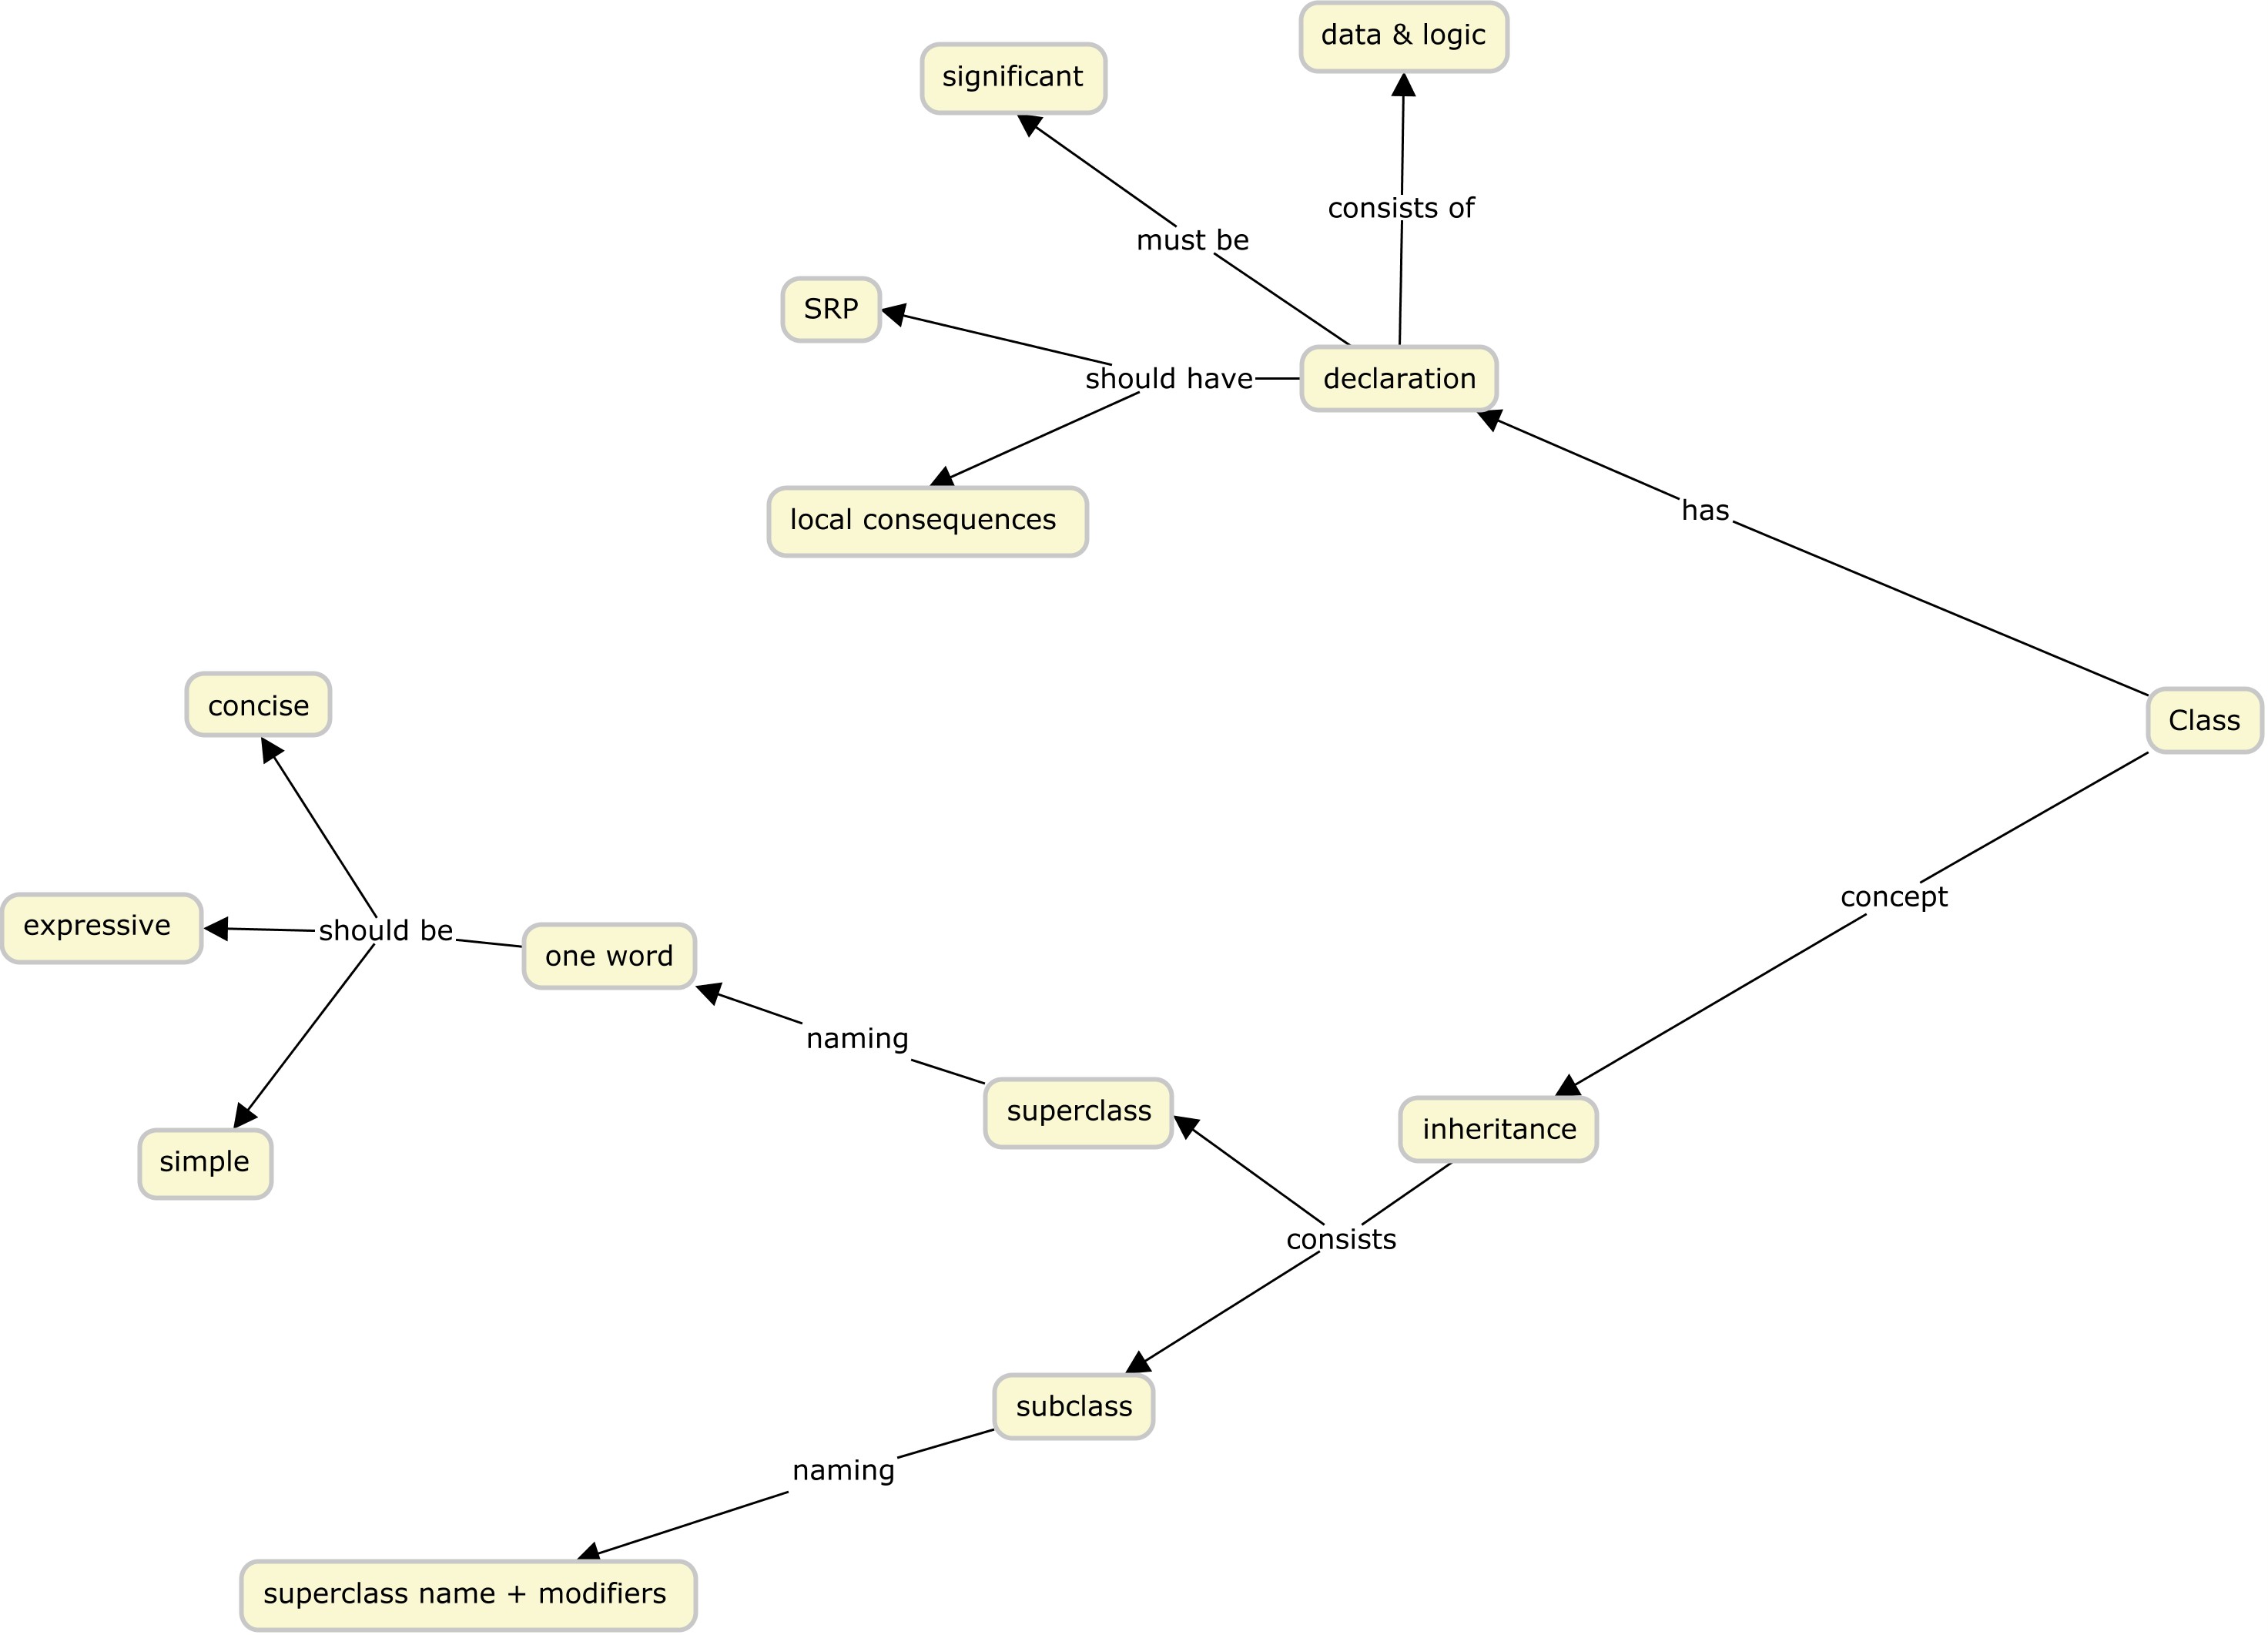 data & logic
significant
consists of
must be
SRP
should have
declaration
local consequences
has
concise
Class
concept
expressive
should be
one word
naming
superclass
inheritance
simple
consists
subclass
naming
superclass name + modifiers